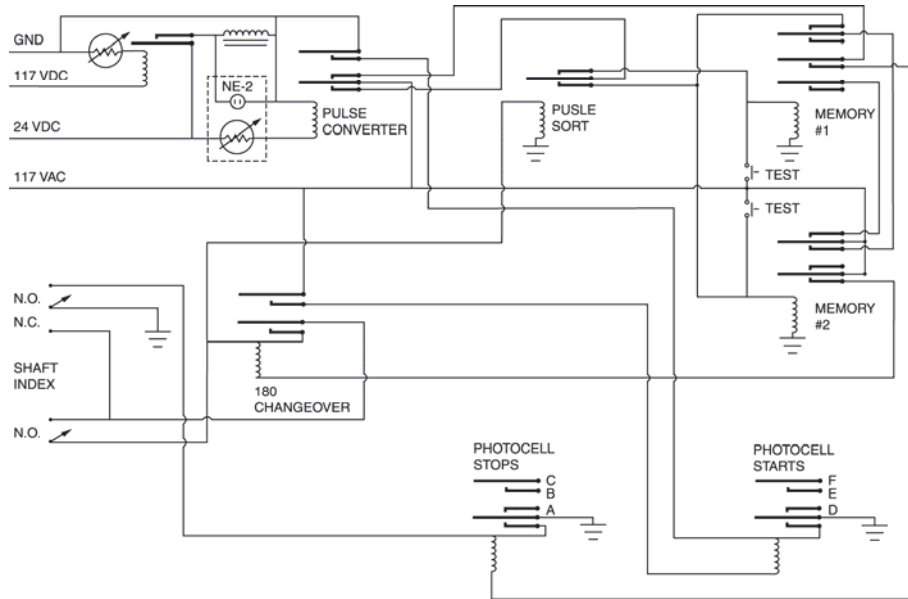 GND
117 VDC
NE-2
24 VDC
PULSE
CONVERTER
PUSLE
SORT
MEMORY
#1
117 VAC
TEST
TEST
N.O.
N.C.
MEMORY
#2
SHAFT
INDEX
180
CHANGEOVER
N.O.
PHOTOCELL
STOPS
C
B
A
PHOTOCELL
STARTS
F
E
D